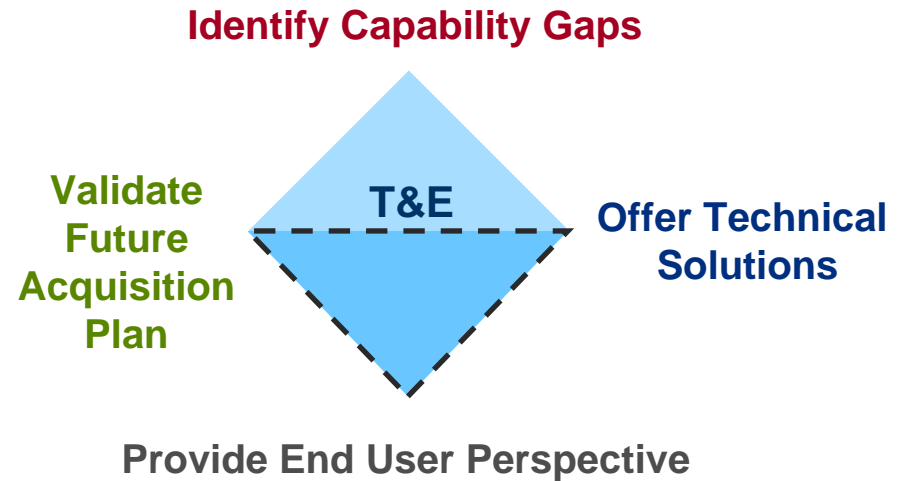 Identify Capability Gaps
Validate
Future
Acquisition
Plan
T&E
Offer Technical
Solutions
Provide End User Perspective